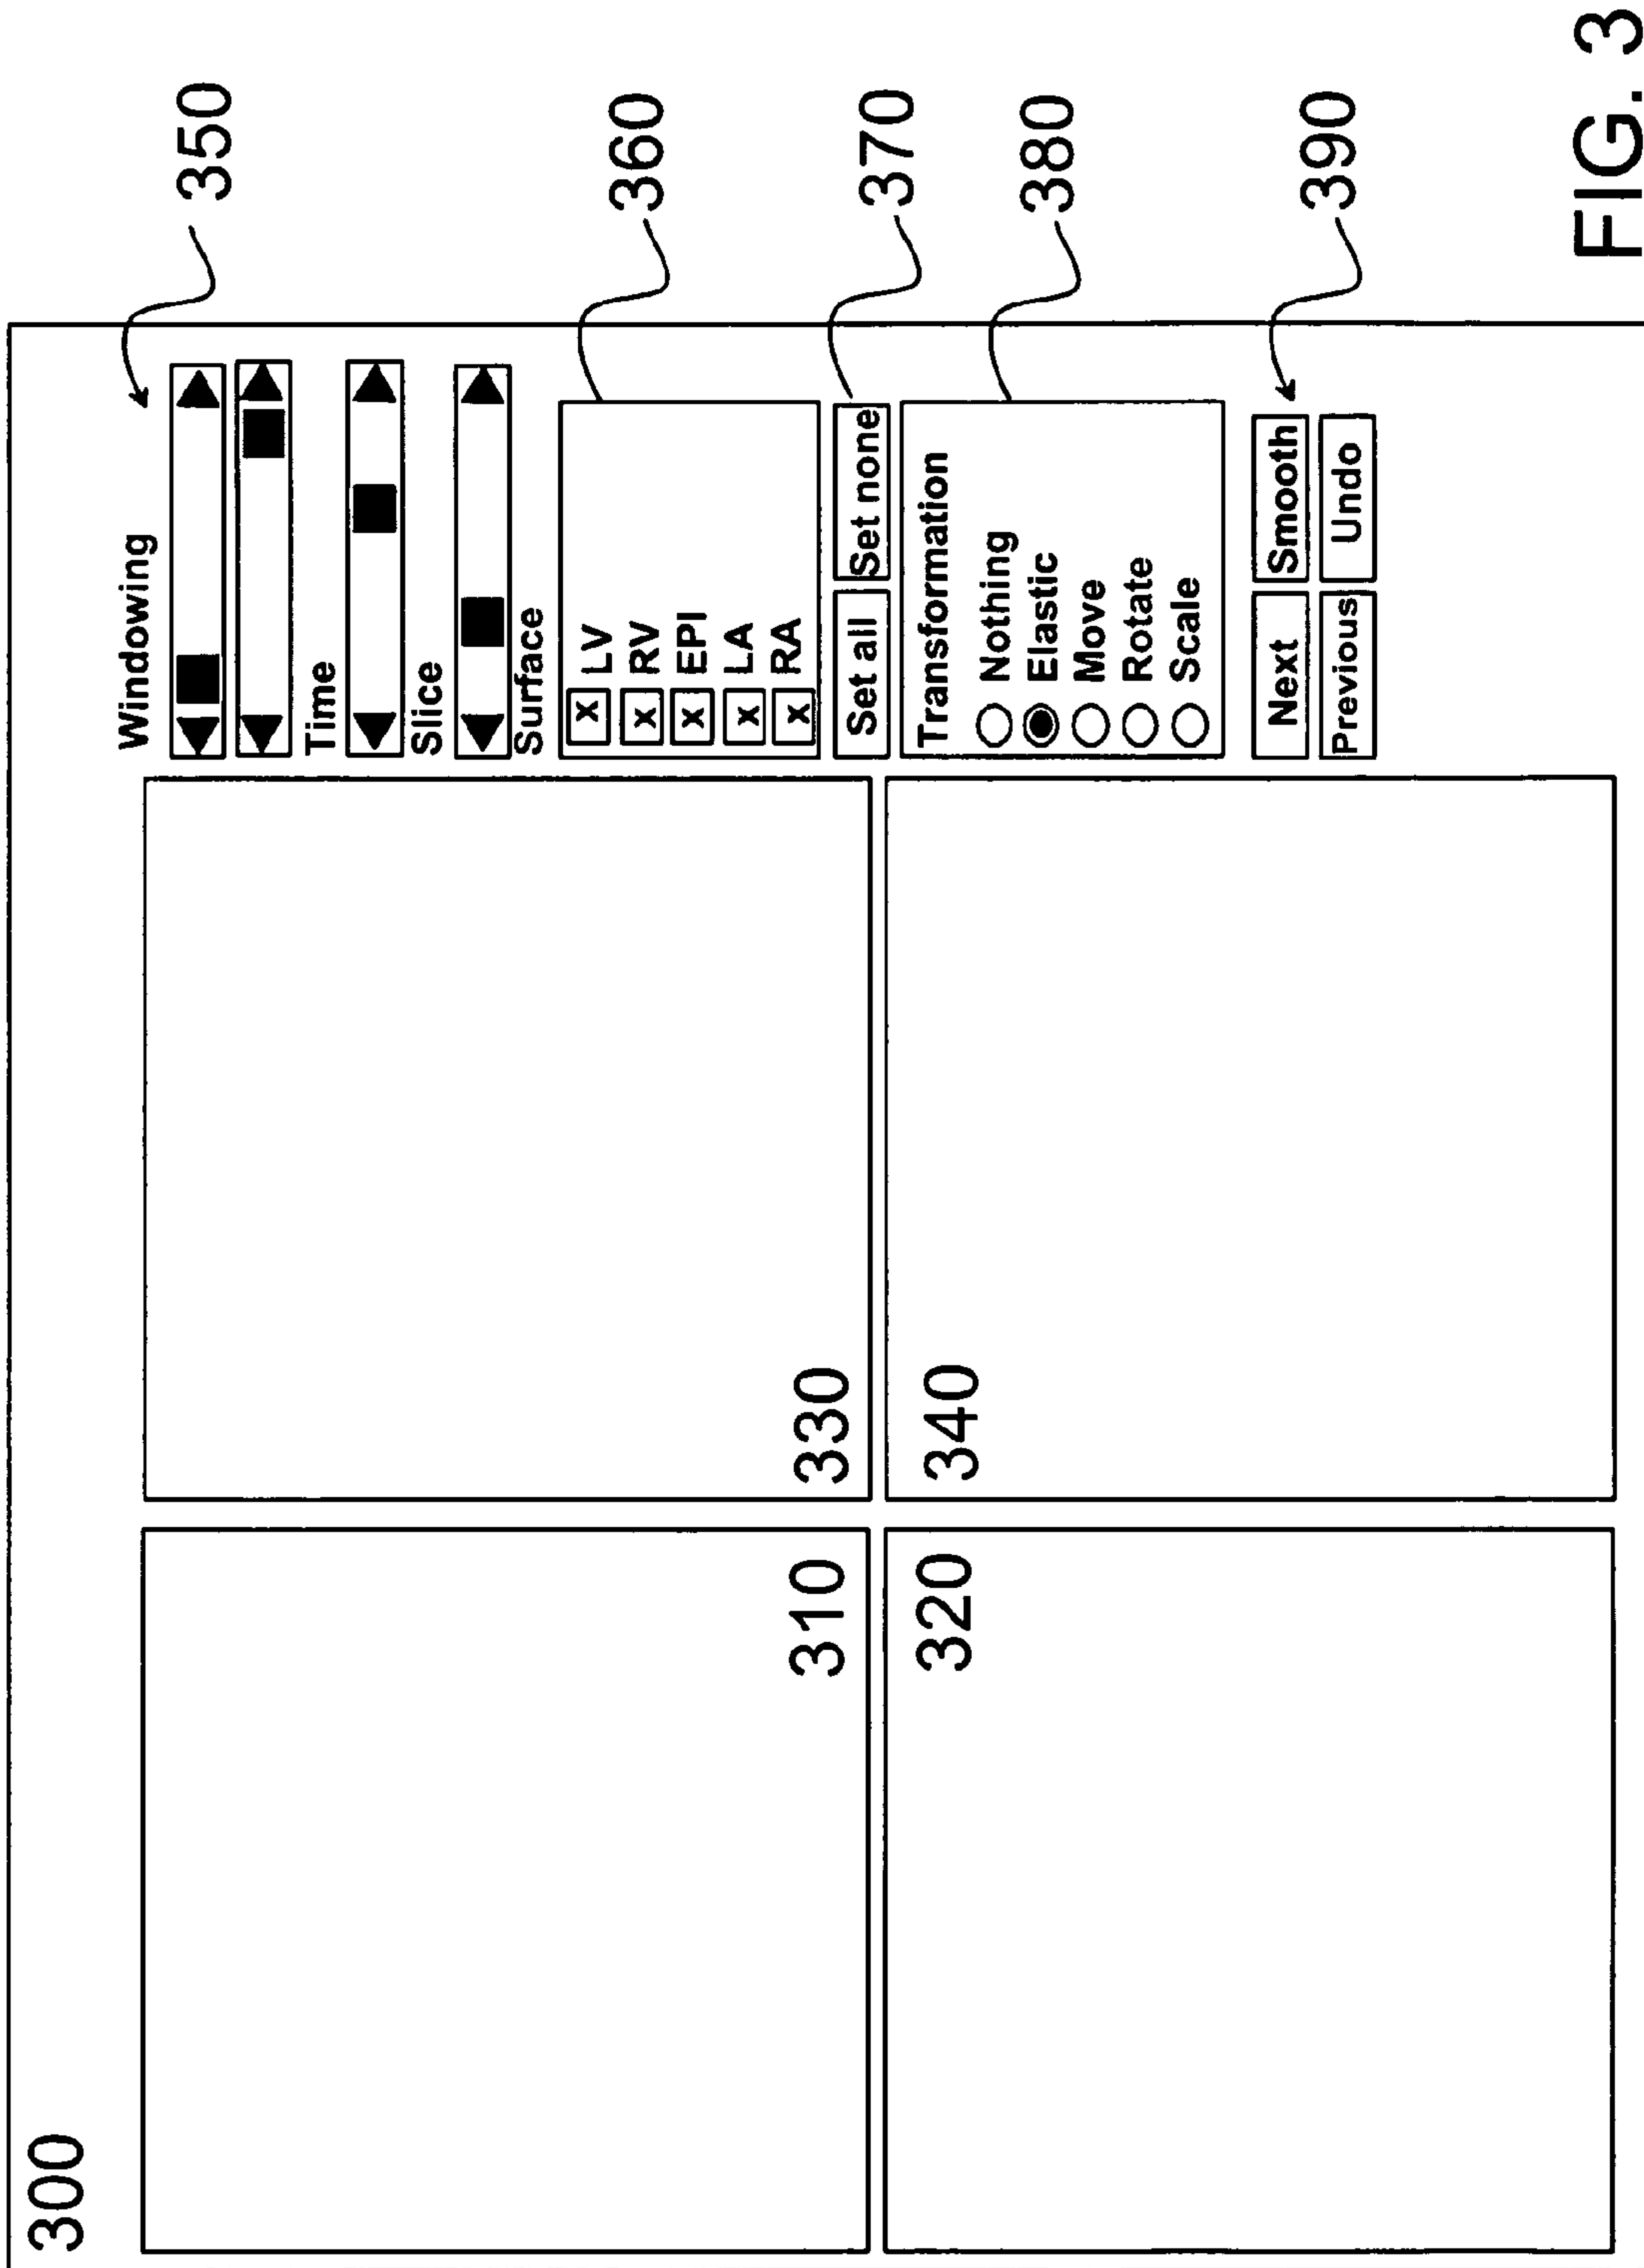 300
310
330
320
340
Windowing
350
Time
Slice
Surface
x LV
x RV
x EPI
x LA
x RA
360
Set all Set none
370
Transformation
Nothing
Elastic
Move
Rotate
Scale
380
Next Smooth
Previous Undo
390
FIG. 3